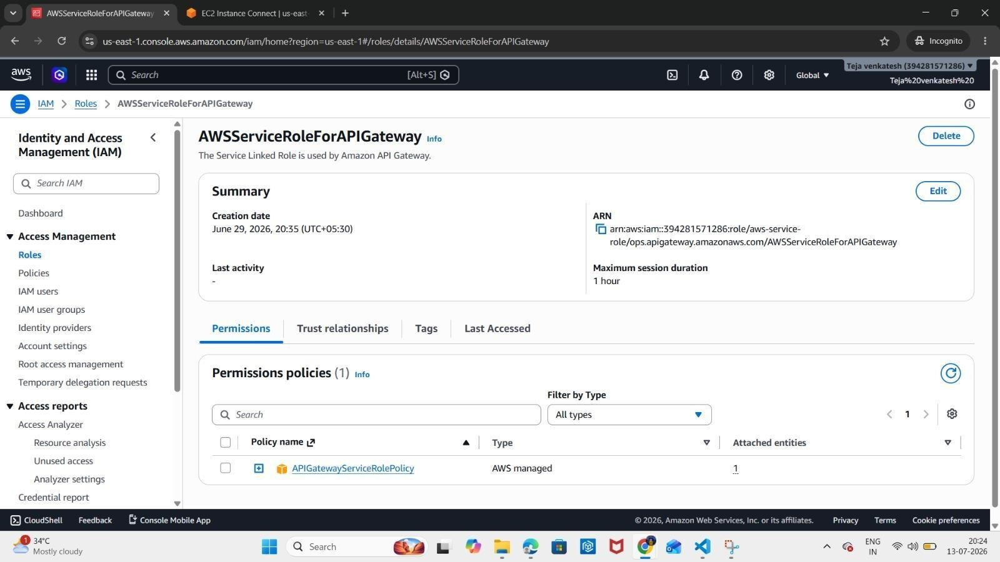 AWSServiceRoleForAPIGateway
EC2 Instance Connect | us-east-
us-east-1.console.aws.amazon.com/iam/home?region=us-east-1#/roles/details/AWSServiceRoleForAPIGateway
Incognito
aws
Search [Alt+S]
Global
Teja venkatesh (394281571286)
Teja%20venkatesh%20
IAM
Roles
AWSServiceRoleForAPIGateway
Identity and Access Management (IAM)
Search IAM
Dashboard
Access Management
Roles
Policies
IAM users
IAM user groups
Identity providers
Account settings
Root access management
Temporary delegation requests
Access reports
Access Analyzer
Resource analysis
Unused access
Analyzer settings
Credential report
AWSServiceRoleForAPIGateway Info
Delete
The Service Linked Role is used by Amazon API Gateway.
Summary
Edit
Creation date
June 29, 2026, 20:35 (UTC+05:30)
ARN
arn:aws:iam::394281571286:role/aws-service-
role/ops.apigateway.amazonaws.com/AWSServiceRoleForAPIGateway
Last activity
-
Maximum session duration
1 hour
Permissions
Trust relationships
Tags
Last Accessed
Permissions policies (1) Info
Filter by Type
Search
All types
1
Policy name
Type
Attached entities
APIGatewayServiceRolePolicy
AWS managed
1
CloudShell
Feedback
Console Mobile App
© 2026, Amazon Web Services, Inc. or its affiliates.
Privacy
Terms
Cookie preferences
1
34°C
Mostly cloudy
Search
ENG
IN
20:24
13-07-2026